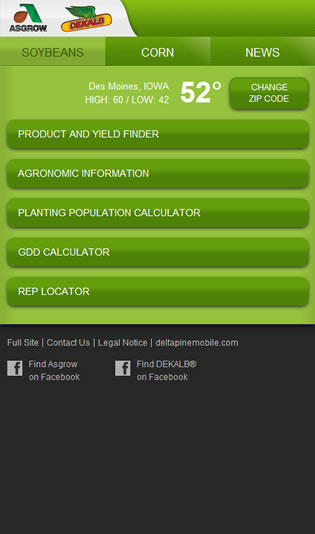 ASGROW
DEKALB
SOYBEANS CORN NEWS
Des Moines, IOWA
HIGH: 60 / LOW: 42
52°
CHANGE
ZIP CODE
PRODUCT AND YIELD FINDER
AGRONOMIC INFORMATION
PLANTING POPULATION CALCULATOR
GDD CALCULATOR
REP LOCATOR
Full Site | Contact Us | Legal Notice | deltapinemobile.com
f Find Asgrow
on Facebook
f Find DEKALB®
on Facebook